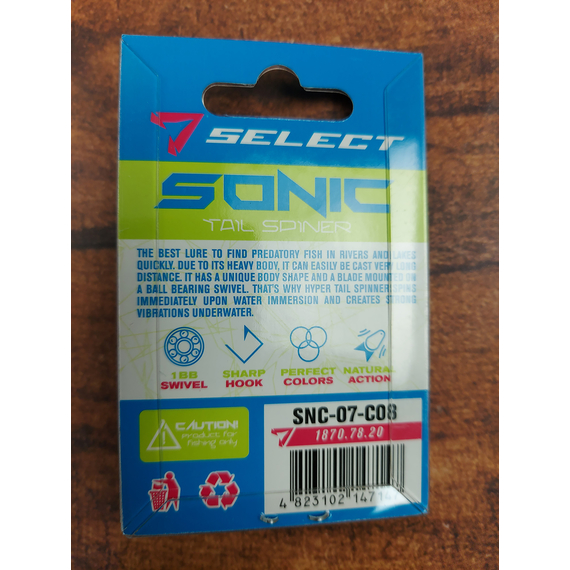 SELECT
SONIC
TAIL SPINER
THE BEST LURE TO FIND PREDATORY FISH IN RIVERS AND LAKES
QUICKLY. DUE TO ITS HEAVY BODY, IT CAN EASILY BE CAST VERY LONG
DISTANCE. IT HAS A UNIQUE BODY SHAPE AND A BLADE MOUNTED ON
A BALL BEARING SWIVEL. THAT'S WHY HYPER TAIL SPINNER SPINS
IMMEDIATELY UPON WATER IMMERSION AND CREATES STRONG
VIBRATIONS UNDERWATER.
1BB SWIVEL
SHARP HOOK
PERFECT COLORS
NATURAL ACTION
CAUTION!
product for
fishing only
SNC-07-C08
1870.78.20
4 823102